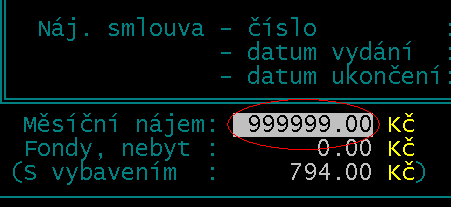 Náj. smlouva - číslo :
- datum vydání :
- datum ukončení:
Měsíční nájem: 999999.00 Kč
Fondy, nebyt : 0.00 Kč
(S vybavením : 794.00 Kč)